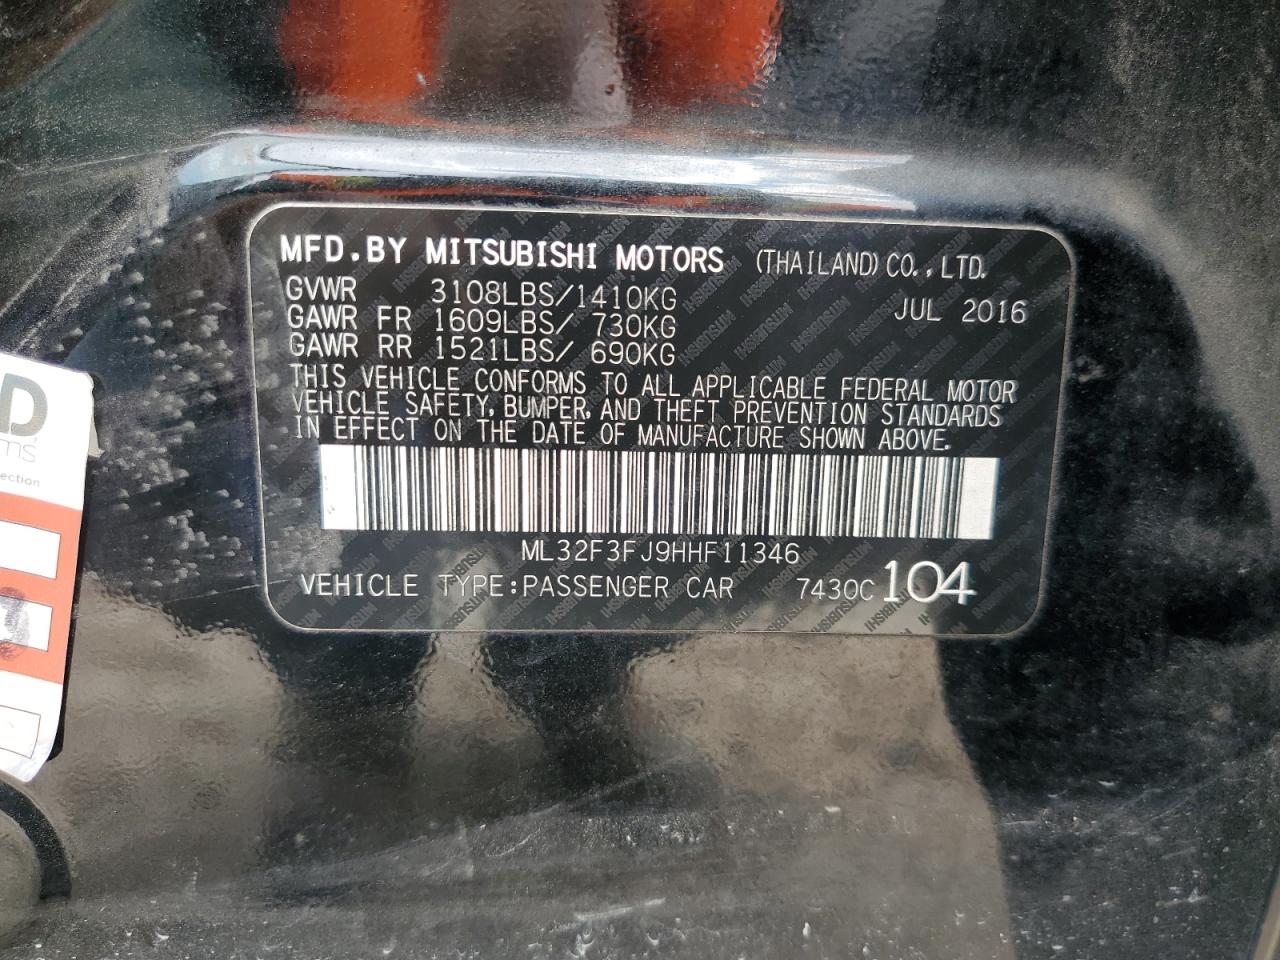 MFD.BY MITSUBISHI MOTORS (THAILAND) CO.,LTD.
GVWR 3108LBS/1410KG JUL 2016
GAWR FR 1609LBS/ 730KG
GAWR RR 1521LBS/ 690KG
THIS VEHICLE CONFORMS TO ALL APPLICABLE FEDERAL MOTOR
VEHICLE SAFETY, BUMPER, AND THEFT PREVENTION STANDARDS
IN EFFECT ON THE DATE OF MANUFACTURE SHOWN ABOVE.
ML32F3FJ9HHF11346
VEHICLE TYPE:PASSENGER CAR 7430C 104